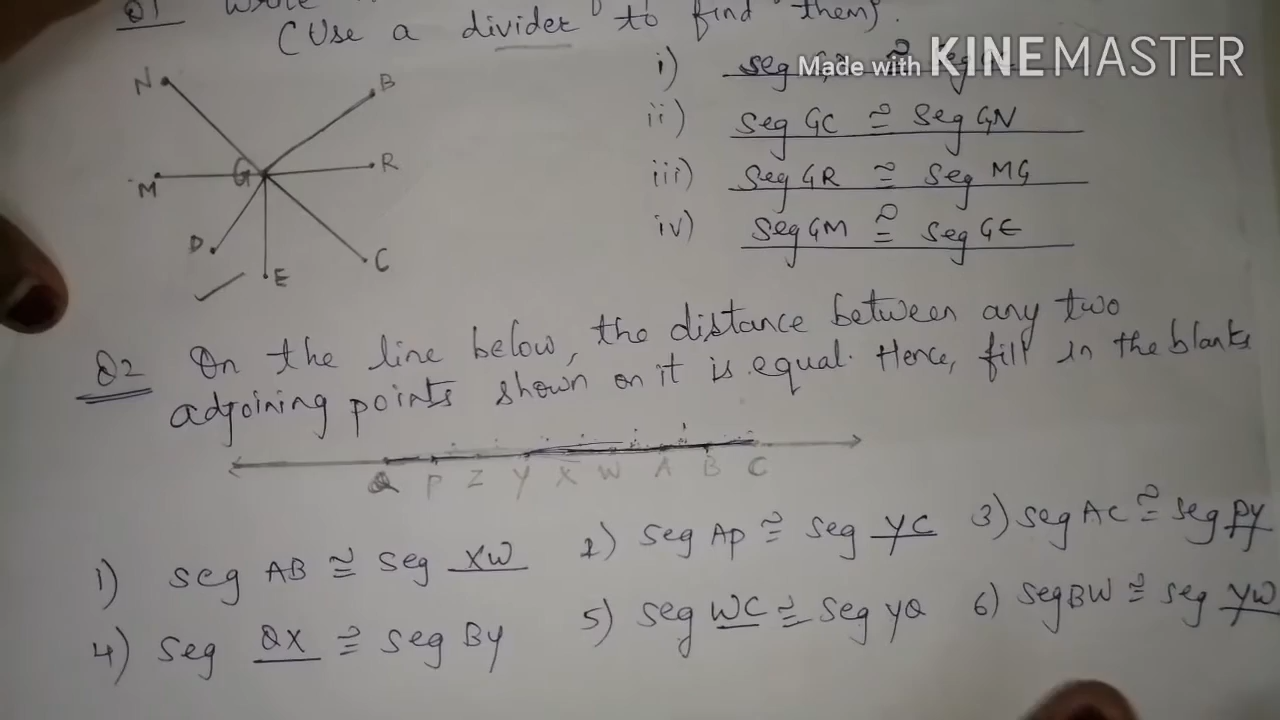 Q1
(Use a divider to find them).
Made with KINEMASTER
N
B
i) seg ≅
ii) seg GC ≅ seg GN
M
G
R
iii) seg GR ≅ seg MG
D
E
C
iv) seg GM ≅ seg GE
Q2 On the line below, the distance between any two
adjoining points shown on it is equal. Hence, fill in the blanks
Q P Z Y X W A B C
1) seg AB ≅ seg XW 2) seg AP ≅ seg YC 3) seg AC ≅ seg PY
4) seg QX ≅ seg BY 5) seg WC ≅ seg YQ 6) seg BW ≅ seg YW